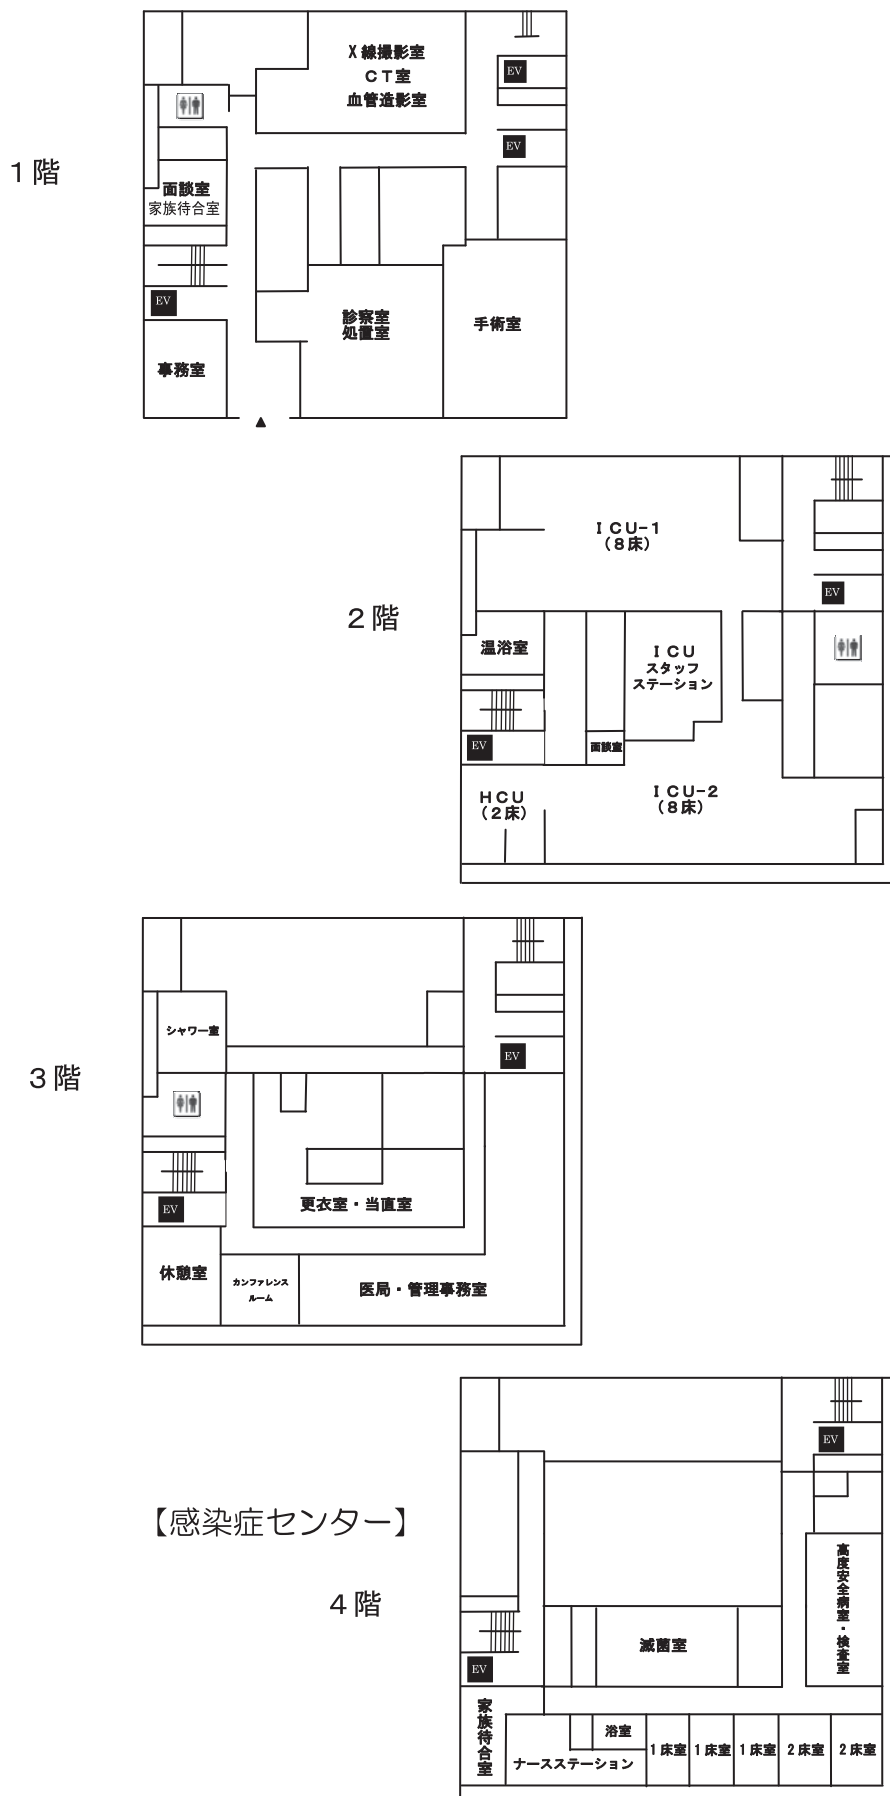 1階
X線撮影室
CT室
血管造影室
EV
EV
面談室
家族待合室
EV
診察室
処置室
手術室
事務室
▲
2階
ICU-1
(8床)
EV
温浴室
ICU
スタッフ
ステーション
EV
面談室
HCU
(2床)
ICU-2
(8床)
3階
シャワー室
EV
EV
更衣室・当直室
休憩室
カンファレンス
ルーム
医局・管理事務室
【感染症センター】
4階
EV
高度安全病室・検査室
滅菌室
EV
家族待合室
浴室
ナースステーション
1床室
1床室
1床室
2床室
2床室